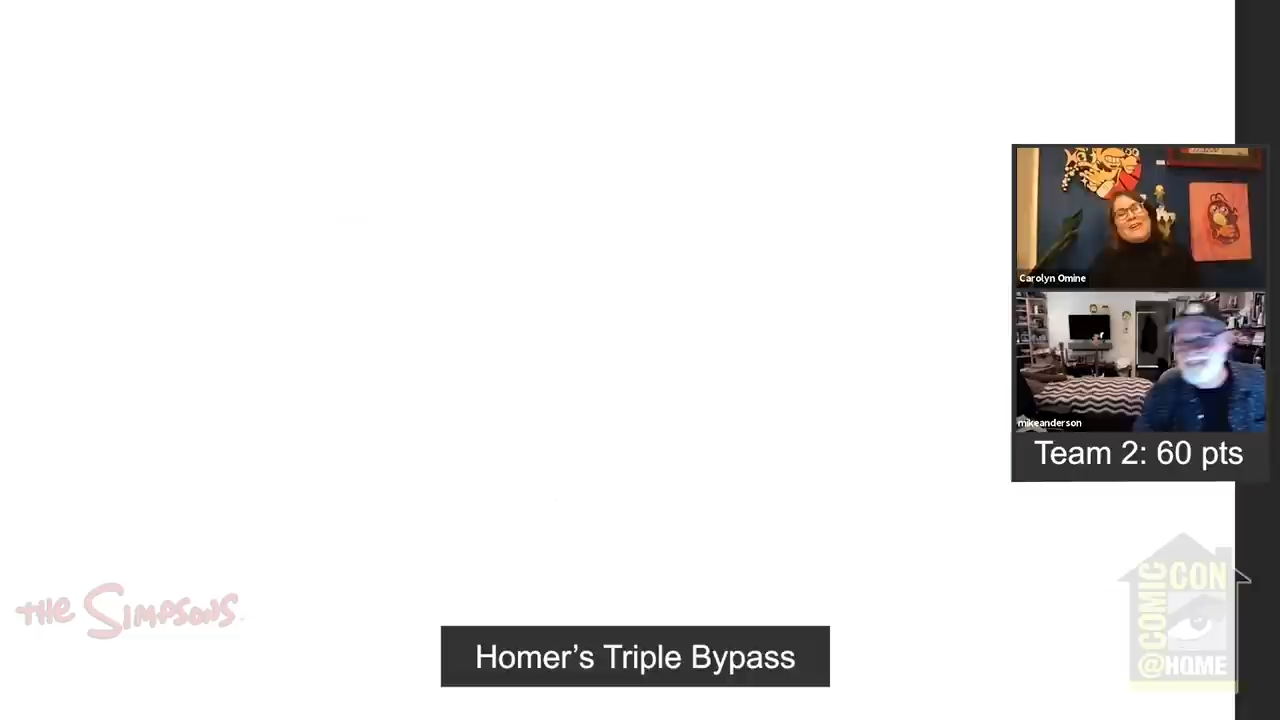 Carolyn Omine
mikeanderson
Team 2: 60 pts
THE SIMPSONS
COMIC CON
@HOME
Homer's Triple Bypass